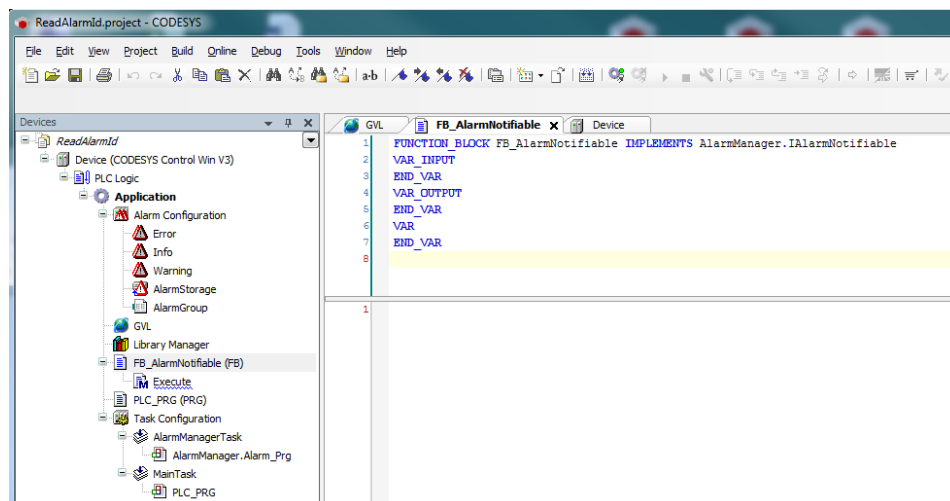 ReadAlarmId.project - CODESYS
File Edit View Project Build Online Debug Tools Window Help
a-b
Devices
GVL FB_AlarmNotifiable Device
ReadAlarmId
Device (CODESYS Control Win V3)
PLC Logic
Application
Alarm Configuration
Error
Info
Warning
AlarmStorage
AlarmGroup
GVL
Library Manager
FB_AlarmNotifiable (FB)
Execute
PLC_PRG (PRG)
Task Configuration
AlarmManagerTask
AlarmManager.Alarm_Prg
MainTask
PLC_PRG
1 FUNCTION_BLOCK FB_AlarmNotifiable IMPLEMENTS AlarmManager.IAlarmNotifiable
2 VAR_INPUT
3 END_VAR
4 VAR_OUTPUT
5 END_VAR
6 VAR
7 END_VAR
8
1